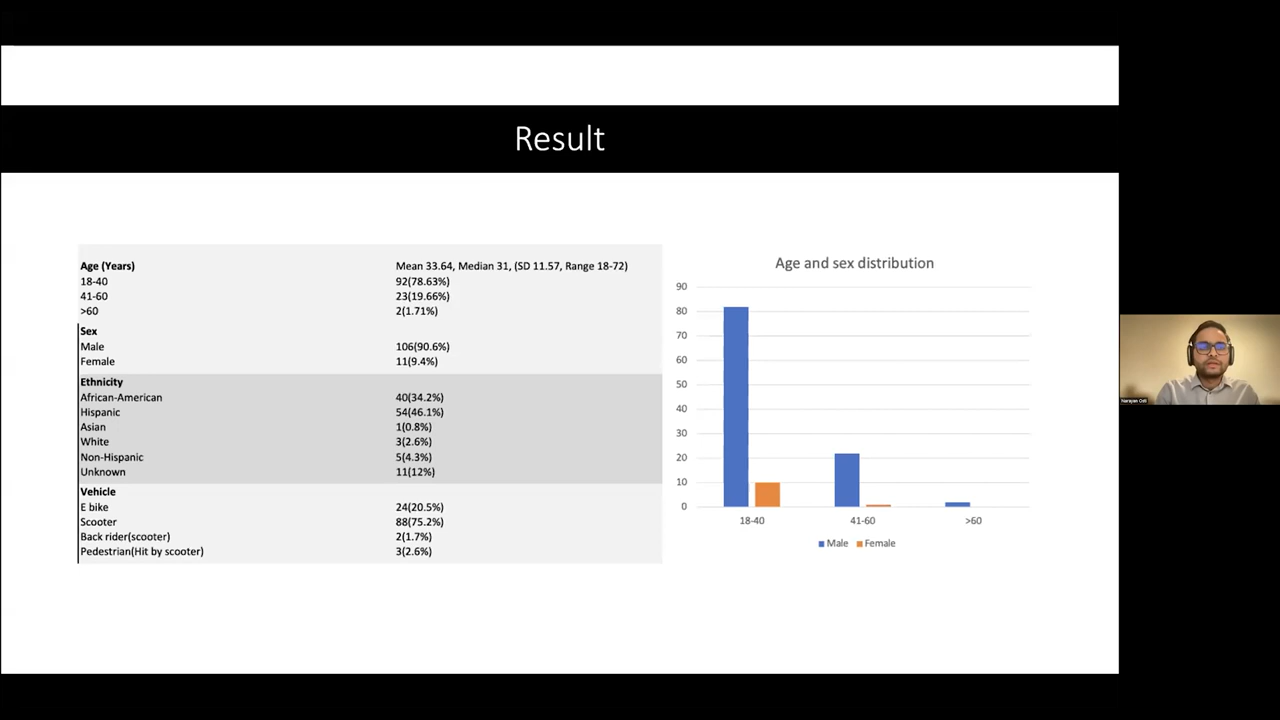 Result
Age (Years) Mean 33.64, Median 31, (SD 11.57, Range 18-72)
18-40 92(78.63%)
41-60 23(19.66%)
>60 2(1.71%)
Sex
Male 106(90.6%)
Female 11(9.4%)
Ethnicity
African-American 40(34.2%)
Hispanic 54(46.1%)
Asian 1(0.8%)
White 3(2.6%)
Non-Hispanic 5(4.3%)
Unknown 11(12%)
Vehicle
E bike 24(20.5%)
Scooter 88(75.2%)
Back rider(scooter) 2(1.7%)
Pedestrian(Hit by scooter) 3(2.6%)
Age and sex distribution
90
80
70
60
50
40
30
20
10
0
18-40 41-60 >60
Male Female